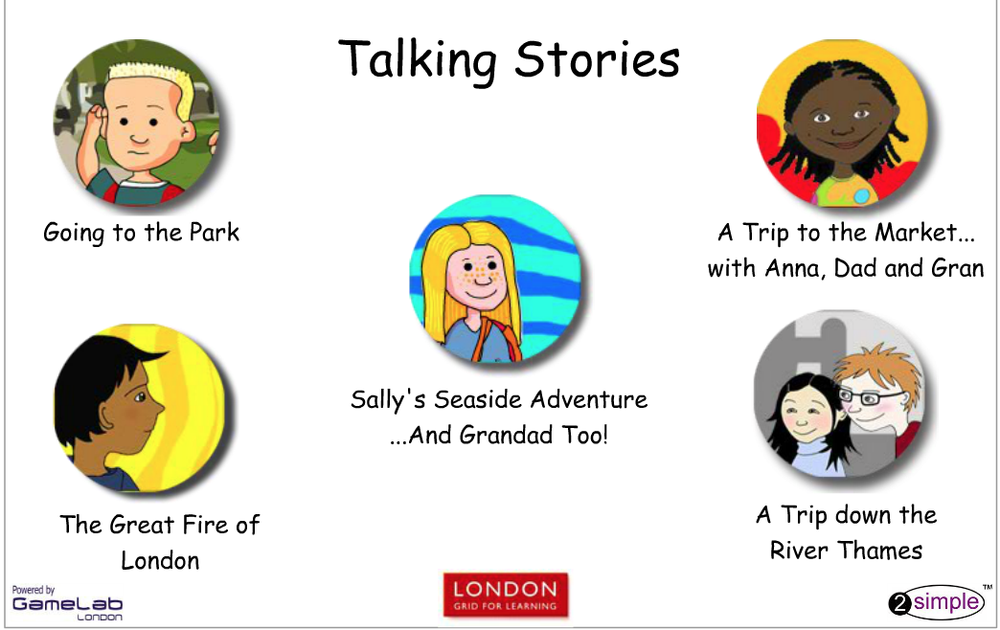 Talking Stories
Going to the Park
A Trip to the Market...
with Anna, Dad and Gran
Sally's Seaside Adventure
...And Grandad Too!
The Great Fire of
London
A Trip down the
River Thames
Powered by
GameLab
LONDON
LONDON
GRID FOR LEARNING
2simple™